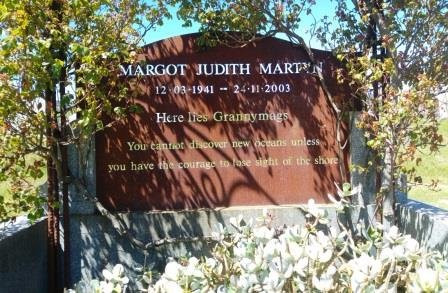 MARGOT JUDITH MARTIN
12·03·1941 -- 24·11·2003
Here lies Grannymags
You cannot discover new oceans unless
you have the courage to lose sight of the shore